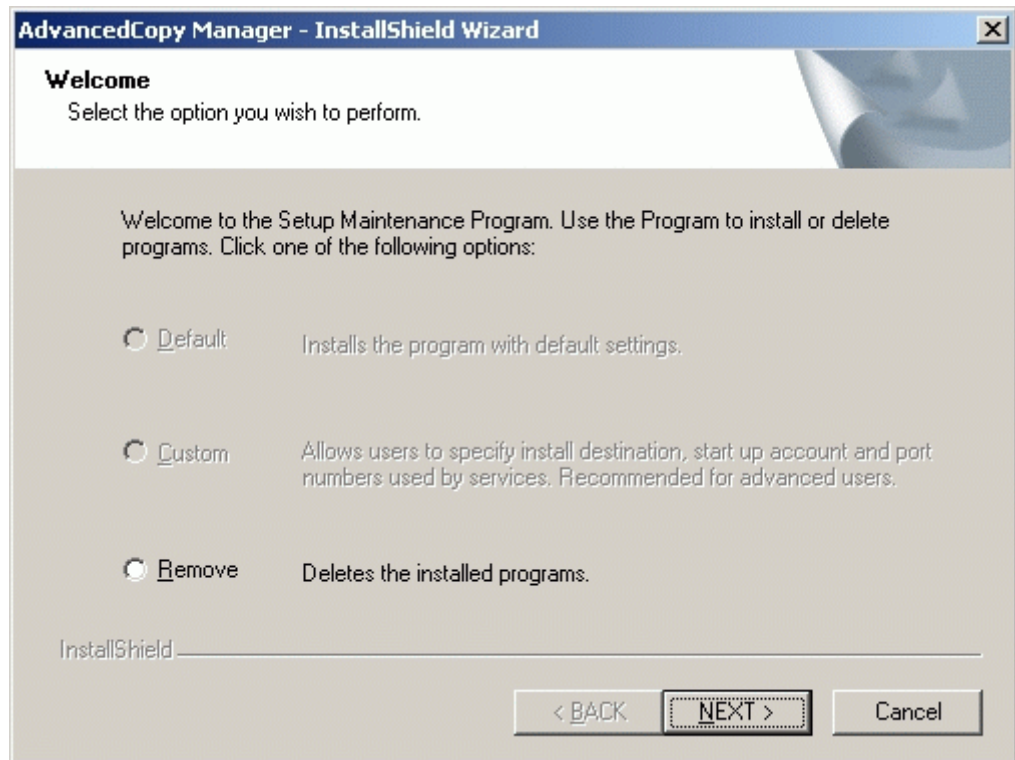 AdvancedCopy Manager - InstallShield Wizard
Welcome
Select the option you wish to perform.
Welcome to the Setup Maintenance Program. Use the Program to install or delete
programs. Click one of the following options:
Default Installs the program with default settings.
Custom Allows users to specify install destination, start up account and port
numbers used by services. Recommended for advanced users.
Remove Deletes the installed programs.
InstallShield
< BACK NEXT > Cancel